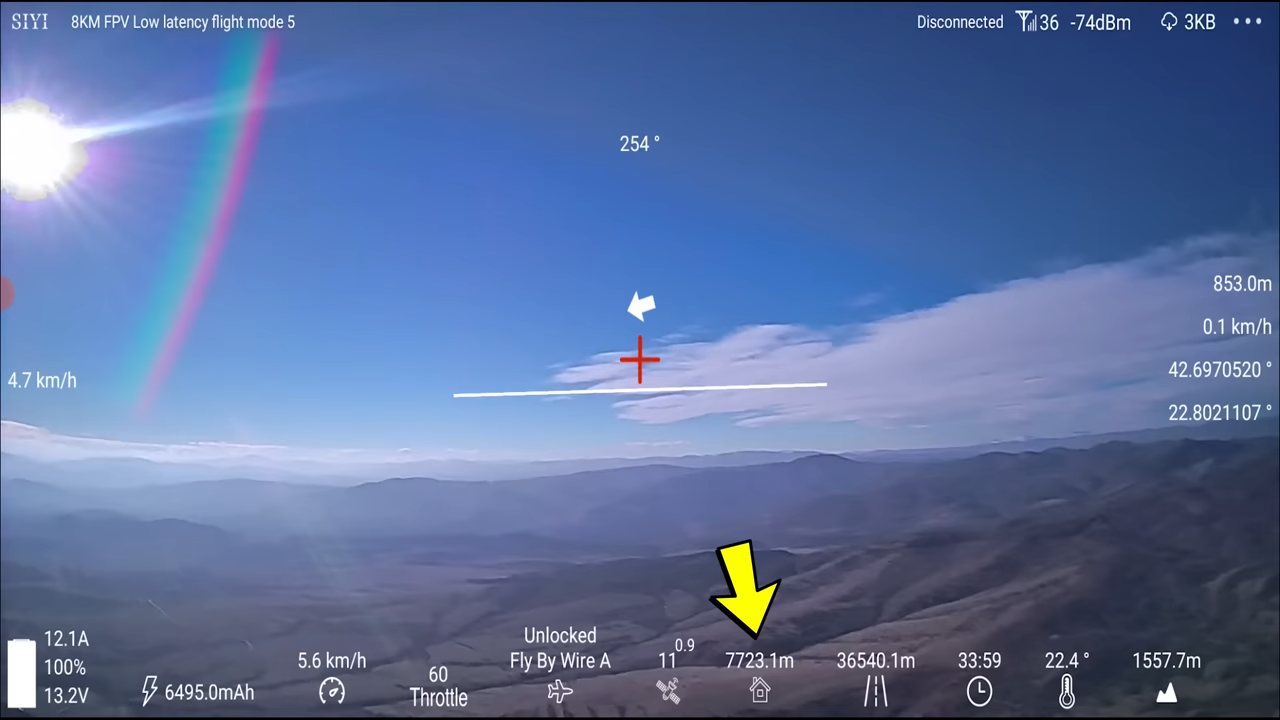 SIYI 8KM FPV Low latency flight mode 5 Disconnected 36 -74dBm 3KB
254 °
853.0m
0.1 km/h
4.7 km/h
42.6970520 °
22.8021107 °
12.1A
100%
13.2V
6495.0mAh
5.6 km/h
60
Throttle
Unlocked
Fly By Wire A
11 0.9
7723.1m
36540.1m
33:59
22.4 °
1557.7m